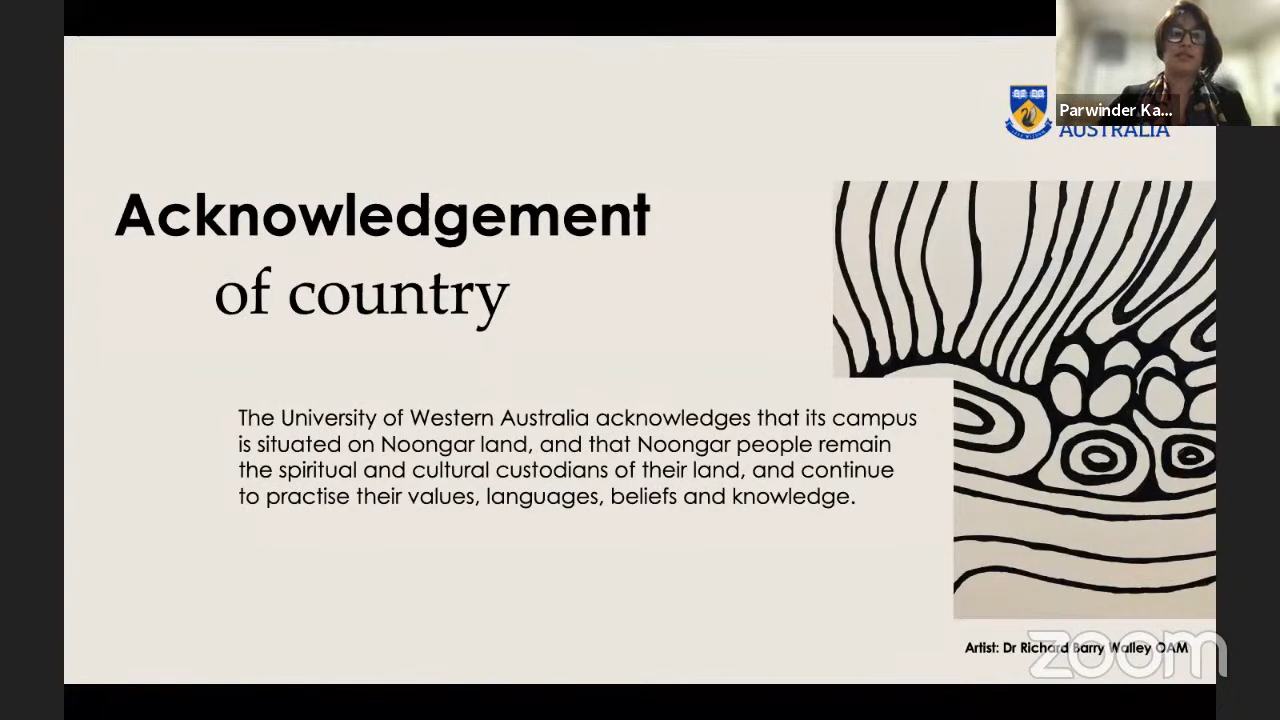 Parwinder Ka...
AUSTRALIA
Acknowledgement
of country
The University of Western Australia acknowledges that its campus
is situated on Noongar land, and that Noongar people remain
the spiritual and cultural custodians of their land, and continue
to practise their values, languages, beliefs and knowledge.
Artist: Dr Richard Barry Walley OAM
zoom